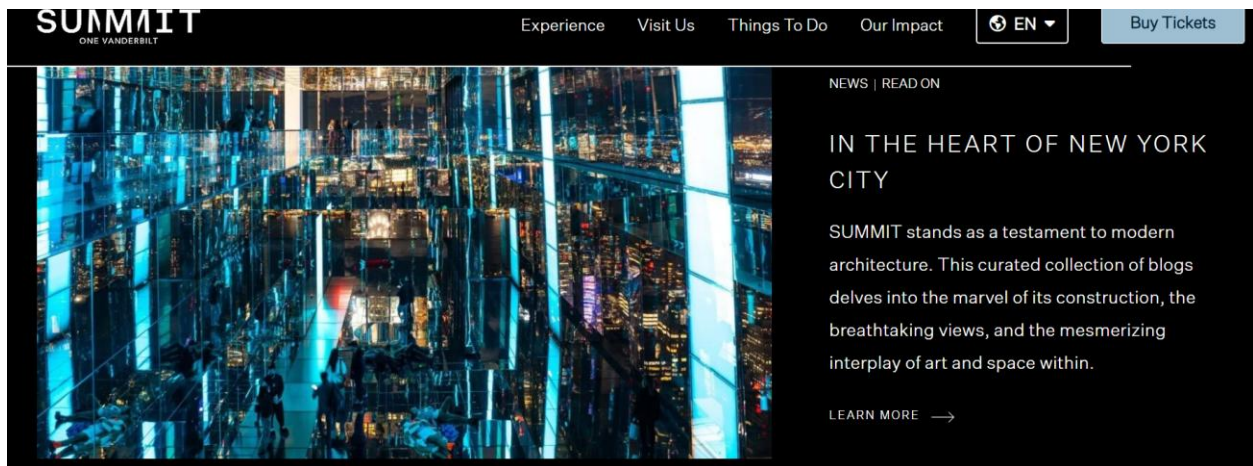 SUMMIT
ONE VANDERBILT
Experience Visit Us Things To Do Our Impact EN Buy Tickets
NEWS | READ ON
IN THE HEART OF NEW YORK
CITY
SUMMIT stands as a testament to modern
architecture. This curated collection of blogs
delves into the marvel of its construction, the
breathtaking views, and the mesmerizing
interplay of art and space within.
LEARN MORE